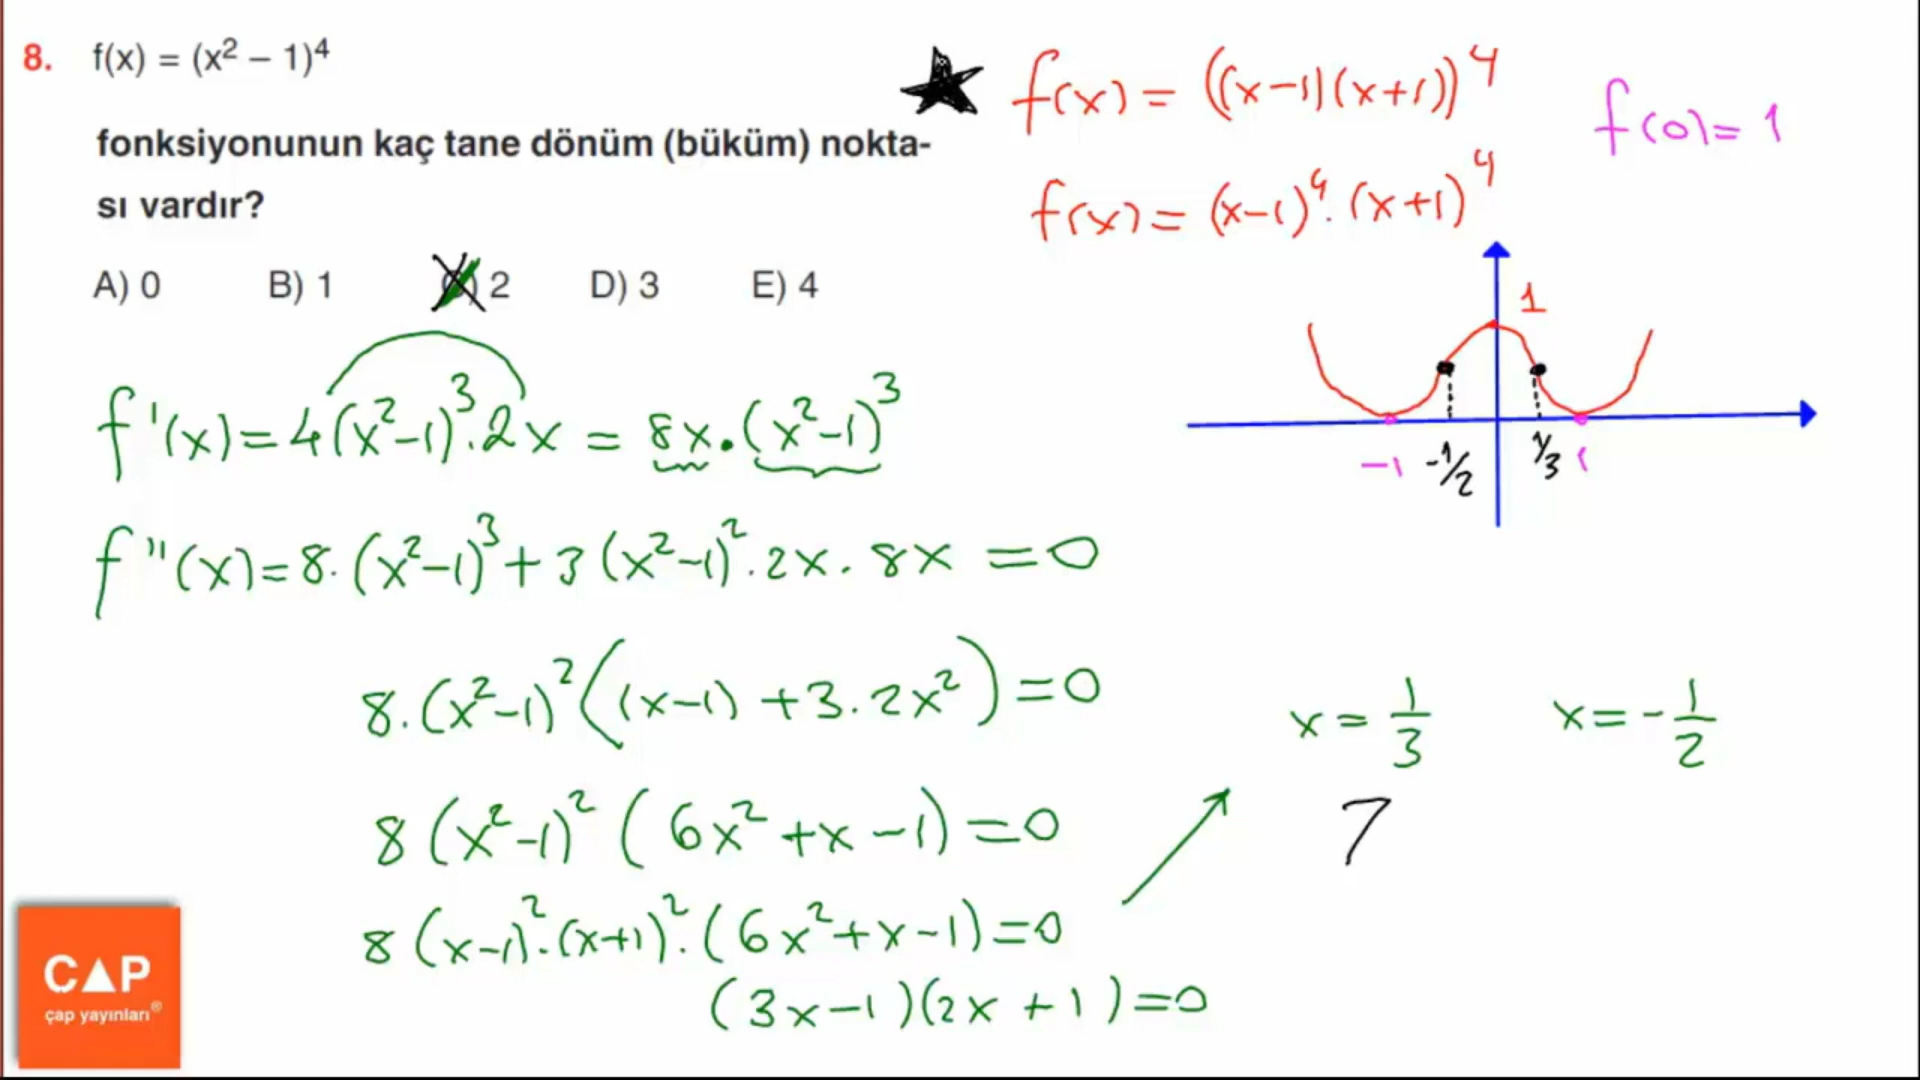 8. f(x) = (x² – 1)⁴
fonksiyonunun kaç tane dönüm (büküm) nokta-
sı vardır?
A) 0 B) 1 C) 2 D) 3 E) 4
f(x) = ((x-1)(x+1))⁴
f(0) = 1
f(x) = (x-1)⁴.(x+1)⁴
1
-1 -1/2 1/3 1
f'(x) = 4(x²-1)³.2x = 8x.(x²-1)³
f''(x) = 8.(x²-1)³ + 3(x²-1)².2x.8x = 0
8.(x²-1)²((x-1) + 3.2x²) = 0
x = 1/3 x = -1/2
8(x²-1)²(6x²+x-1) = 0
7
8(x-1)².(x+1)².(6x²+x-1) = 0
(3x-1)(2x+1) = 0
CAP
çap yayınları®